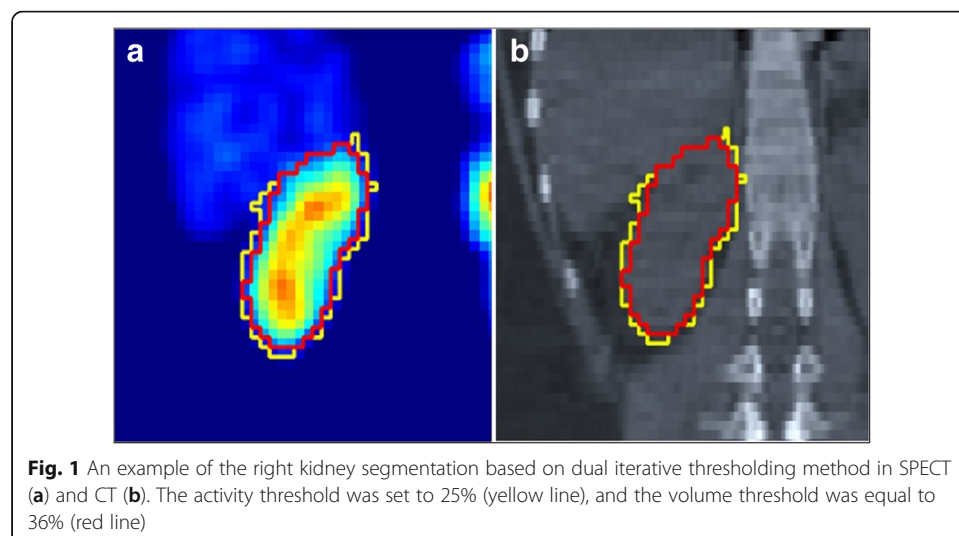 a
b
Fig. 1 An example of the right kidney segmentation based on dual iterative thresholding method in SPECT
(a) and CT (b). The activity threshold was set to 25% (yellow line), and the volume threshold was equal to
36% (red line)